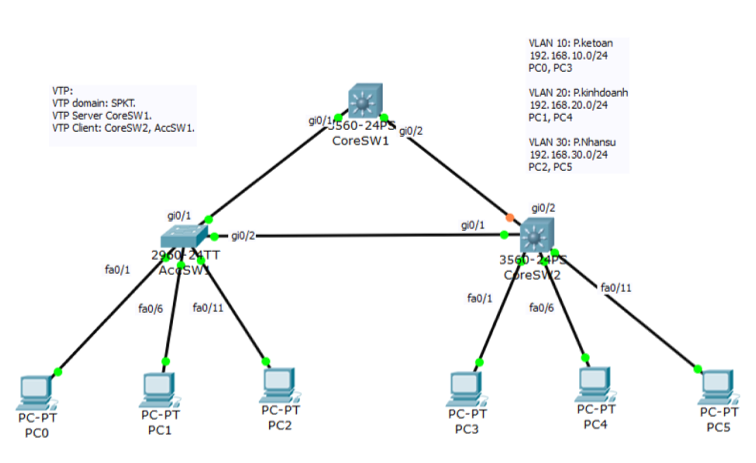 VLAN 10: P.ketoan
192.168.10.0/24
PC0, PC3
VLAN 20: P.kinhdoanh
192.168.20.0/24
PC1, PC4
VLAN 30: P.Nhansu
192.168.30.0/24
PC2, PC5
VTP:
VTP domain: SPKT.
VTP Server CoreSW1.
VTP Client: CoreSW2, AccSW1.
gi0/1
3560-24PS
gi0/2
CoreSW1
gi0/1
gi0/2
gi0/1
gi0/2
2960-24TT
AccSW1
3560-24PS
CoreSW2
fa0/1
fa0/6
fa0/11
fa0/1
fa0/6
fa0/11
PC-PT
PC0
PC-PT
PC1
PC-PT
PC2
PC-PT
PC3
PC-PT
PC4
PC-PT
PC5